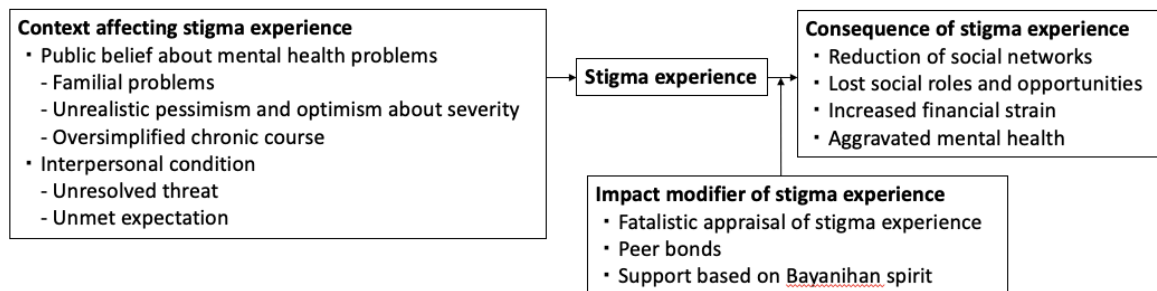 Context affecting stigma experience
・Public belief about mental health problems
- Familial problems
- Unrealistic pessimism and optimism about severity
- Oversimplified chronic course
・Interpersonal condition
- Unresolved threat
- Unmet expectation
Stigma experience
Consequence of stigma experience
・Reduction of social networks
・Lost social roles and opportunities
・Increased financial strain
・Aggravated mental health
Impact modifier of stigma experience
・Fatalistic appraisal of stigma experience
・Peer bonds
・Support based on Bayanihan spirit